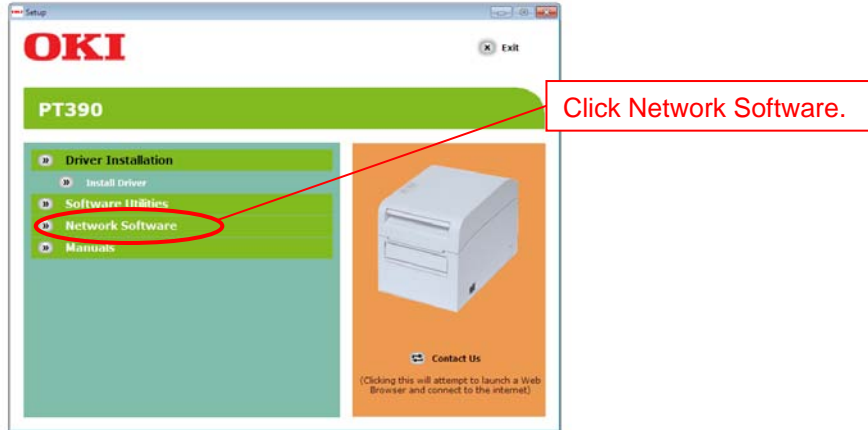 OKI Setup
OKI
Exit
PT390
Click Network Software.
Driver Installation
Install Driver
Software Utilities
Network Software
Manuals
Contact Us
(Clicking this will attempt to launch a Web
Browser and connect to the internet)